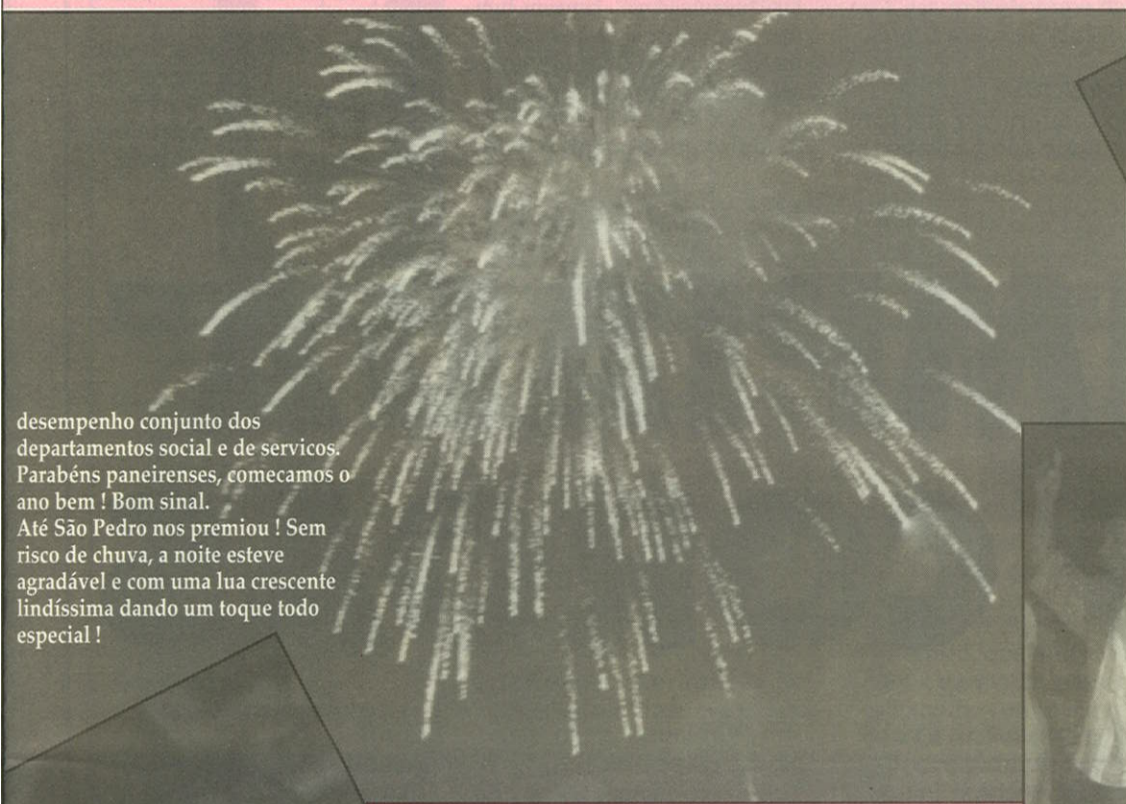 desempenho conjunto dos
departamentos social e de servicos.
Parabéns paneirenses, comecamos o
ano bem ! Bom sinal.
Até São Pedro nos premiou ! Sem
risco de chuva, a noite esteve
agradável e com uma lua crescente
lindíssima dando um toque todo
especial !